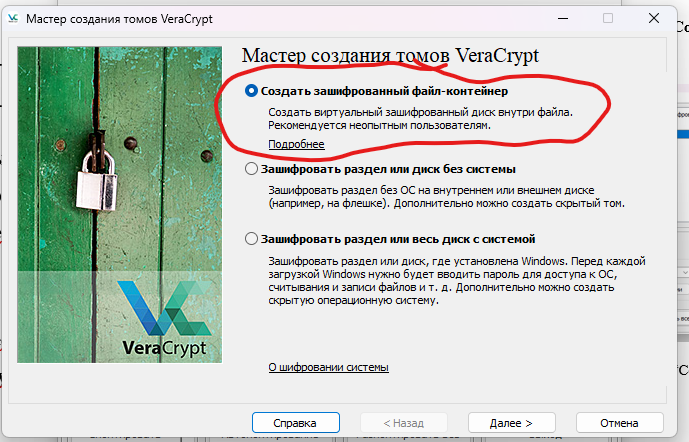 Мастер создания томов VeraCrypt
Мастер создания томов VeraCrypt
Создать зашифрованный файл-контейнер
Создать виртуальный зашифрованный диск внутри файла.
Рекомендуется неопытным пользователям.
Подробнее
Зашифровать раздел или диск без системы
Зашифровать раздел без ОС на внутреннем или внешнем диске
(например, на флешке). Дополнительно можно создать скрытый том.
Зашифровать раздел или весь диск с системой
Зашифровать раздел или диск, где установлена Windows. Перед каждой
загрузкой Windows нужно будет вводить пароль для доступа к ОС,
считывания и записи файлов и т. д. Дополнительно можно создать
скрытую операционную систему.
VeraCrypt
О шифровании системы
Справка
< Назад
Далее >
Отмена